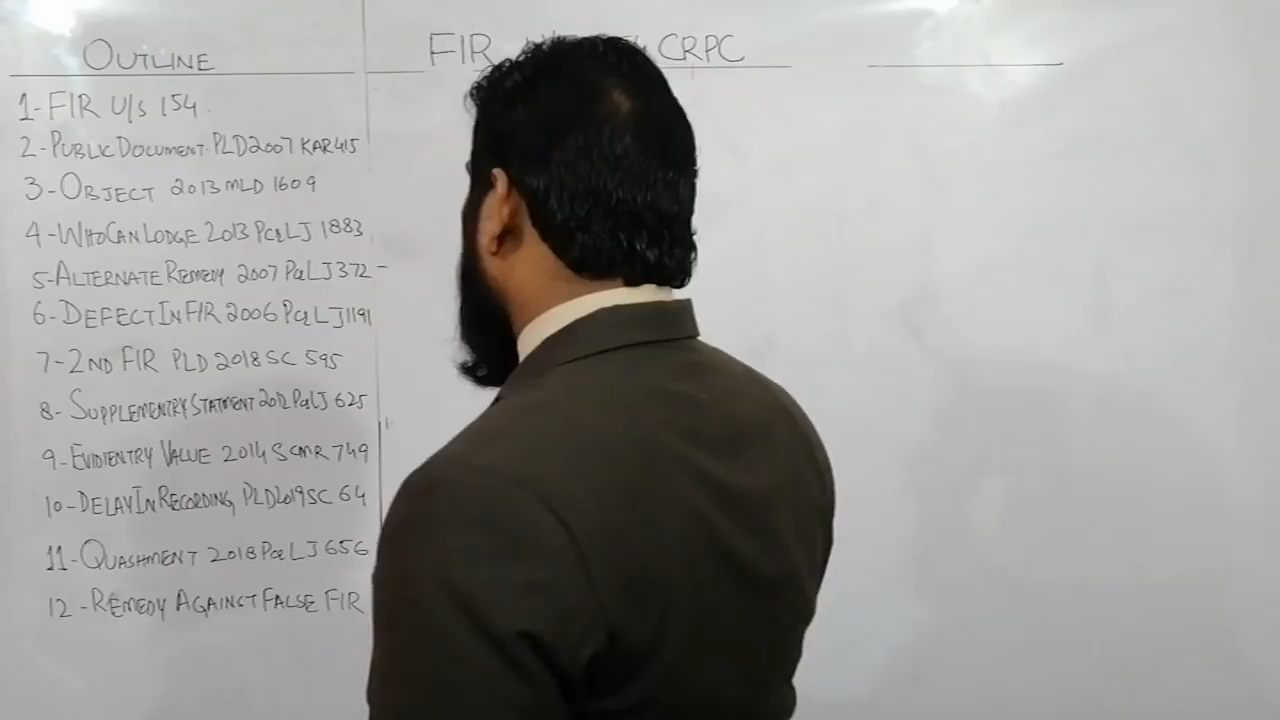 OUTLINE
FIR CRPC
1-FIR U/S 154.
2-PUBLIC DOCUMENT. PLD 2007 KAR 415
3-OBJECT 2013 MLD 1609
4-WHO CAN LODGE 2013 PCRLJ 1883
5-ALTERNATE REMEDY 2007 PCRLJ 372-
6-DEFECT IN FIR 2006 PCRLJ 1191
7-2ND FIR PLD 2018 SC 595
8-SUPPLEMENTRY STATMENT 2012 PCRLJ 625
9-EVIDIENTRY VALUE 2014 SCMR 749
10-DELAY IN RECORDING PLD 2019 SC 64
11-QUASHMENT 2018 PCRLJ 656
12-REMEDY AGAINST FALSE FIR